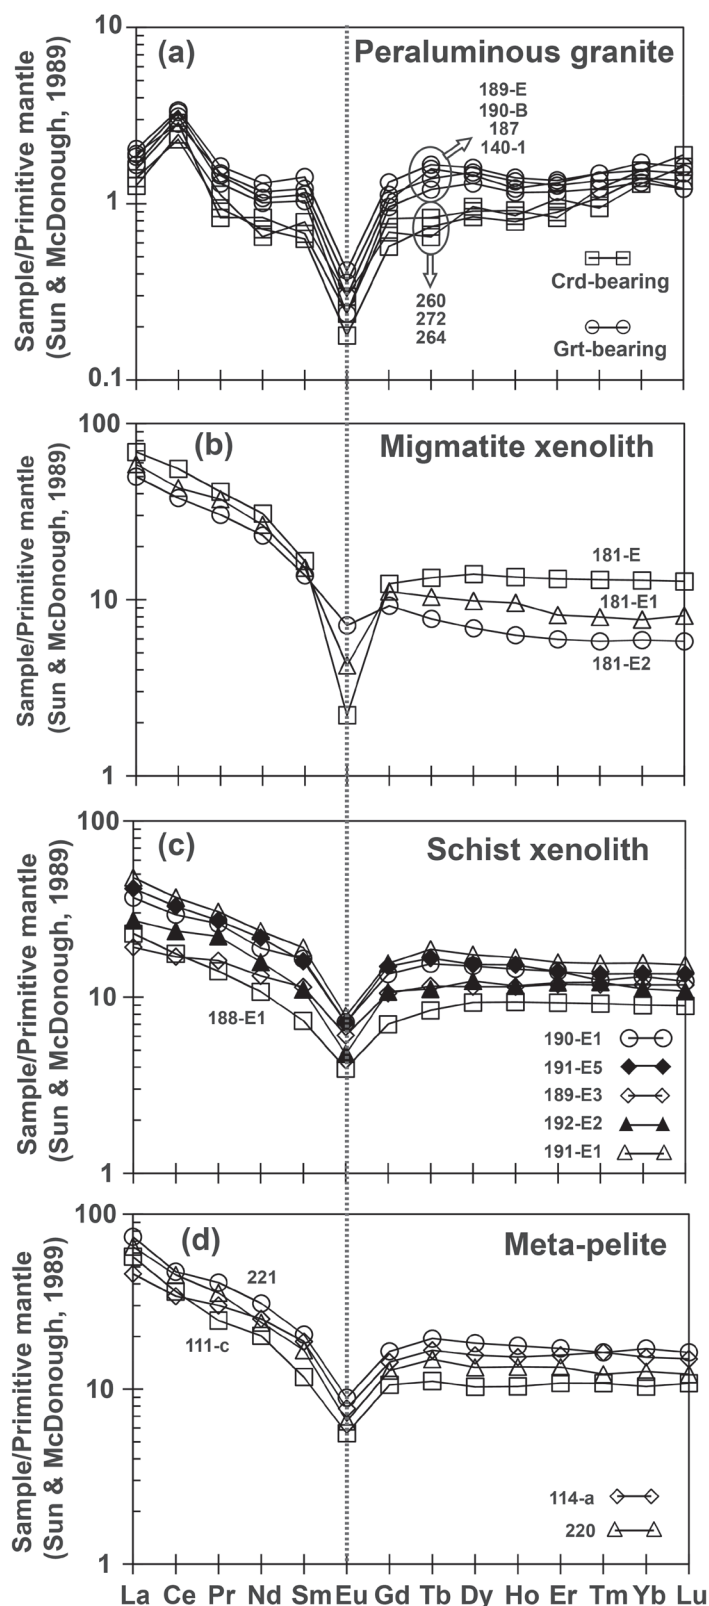 10
1
0.1
Sample/Primitive mantle
(Sun & McDonough, 1989)
(a)
Peraluminous granite
189-E
190-B
187
140-1
260
272
264
Crd-bearing
Grt-bearing
100
10
1
Sample/Primitive mantle
(Sun & McDonough, 1989)
(b)
Migmatite xenolith
181-E
181-E1
181-E2
100
10
1
Sample/Primitive mantle
(Sun & McDonough, 1989)
(c)
Schist xenolith
188-E1
190-E1
191-E5
189-E3
192-E2
191-E1
100
10
1
Sample/Primitive mantle
(Sun & McDonough, 1989)
(d)
Meta-pelite
221
111-c
114-a
220
La Ce Pr Nd Sm Eu Gd Tb Dy Ho Er Tm Yb Lu